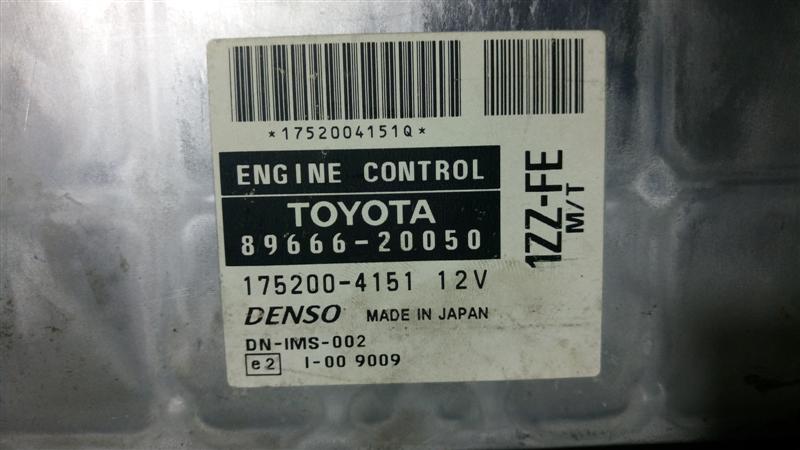 *1752004151Q*
ENGINE CONTROL
TOYOTA
89666-20050
1ZZ-FE
M/T
175200-4151 12V
DENSO MADE IN JAPAN
DN-IMS-002
e2 I-00 9009